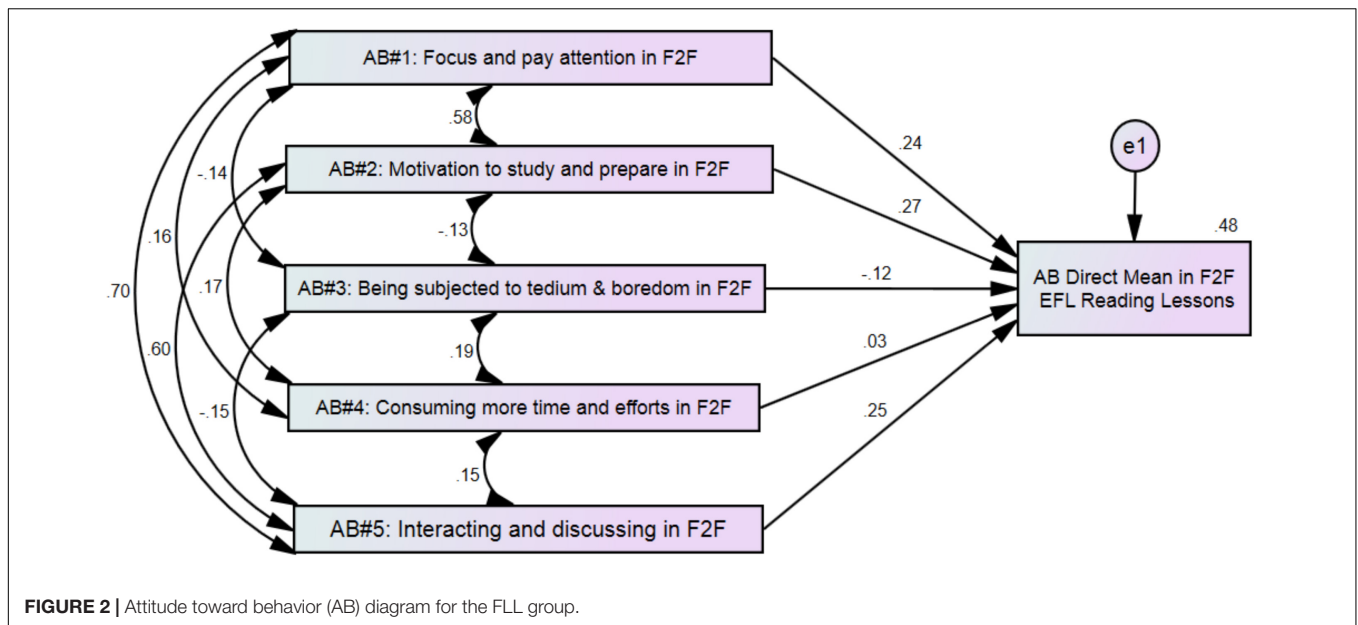 AB#1: Focus and pay attention in F2F
.58
.24
e1
AB#2: Motivation to study and prepare in F2F
-.14
.27
.48
.16
-.13
AB Direct Mean in F2F
EFL Reading Lessons
.70
.17
AB#3: Being subjected to tedium & boredom in F2F
-.12
.60
.19
.03
-.15
AB#4: Consuming more time and efforts in F2F
.25
.15
AB#5: Interacting and discussing in F2F
FIGURE 2 | Attitude toward behavior (AB) diagram for the FLL group.